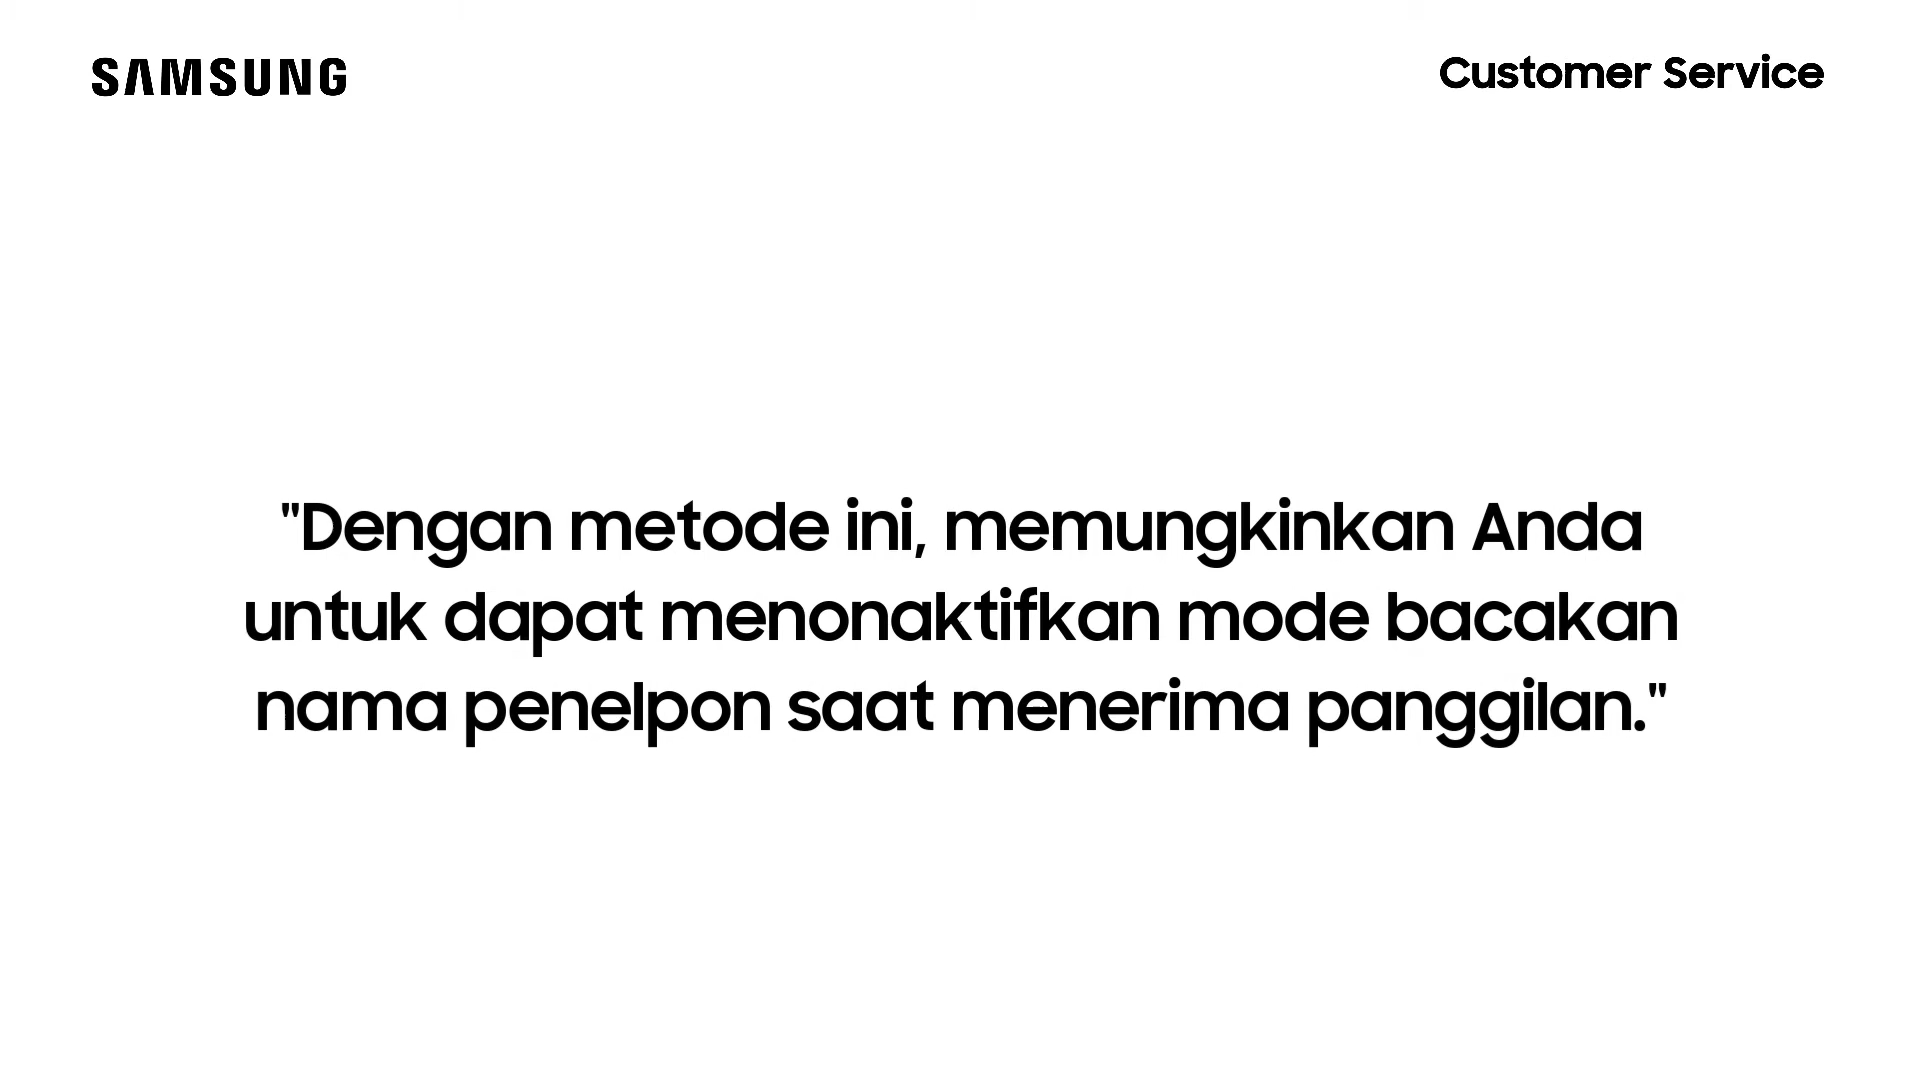 SAMSUNG
Customer Service
"Dengan metode ini, memungkinkan Anda
untuk dapat menonaktifkan mode bacakan
nama penelpon saat menerima panggilan."